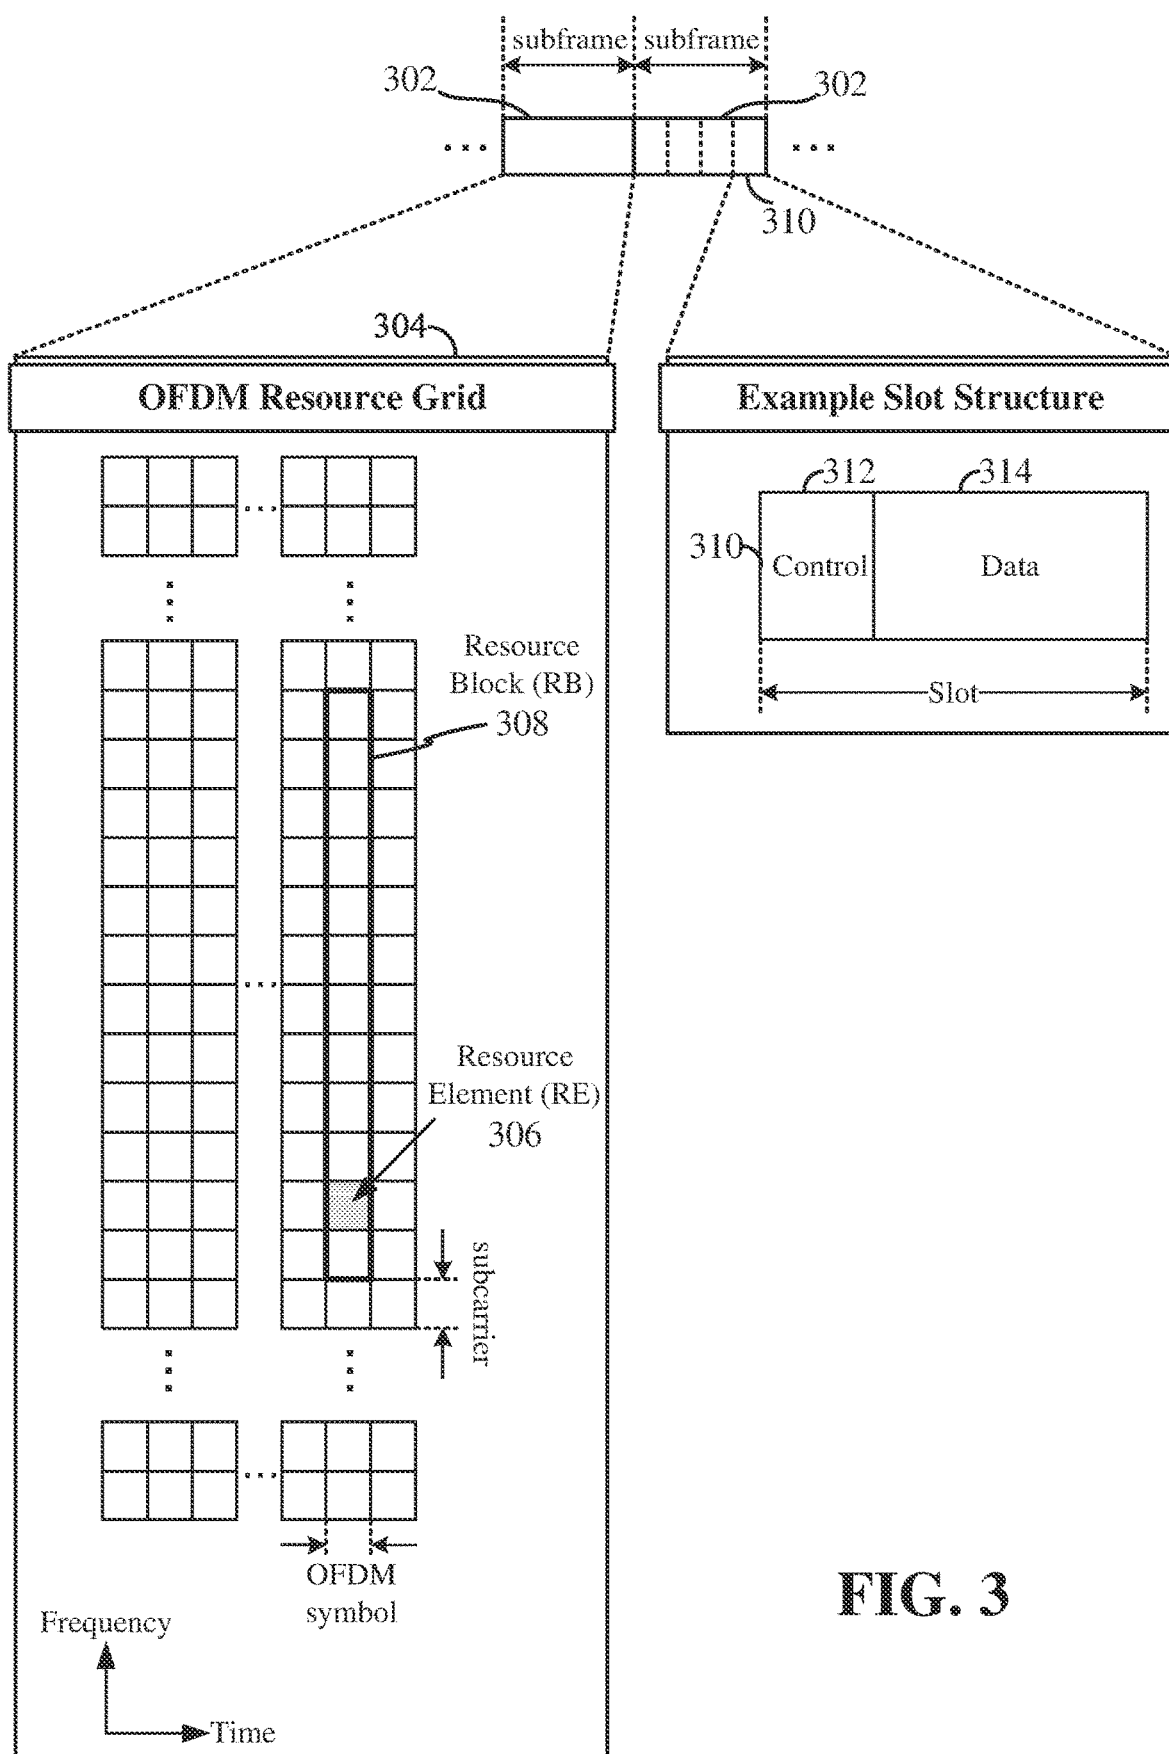 subframe subframe
302 302
310
304
OFDM Resource Grid
Example Slot Structure
312 314
310
Control Data
Slot
Resource
Block (RB)
308
Resource
Element (RE)
306
subcarrier
OFDM
symbol
Frequency
Time
FIG. 3